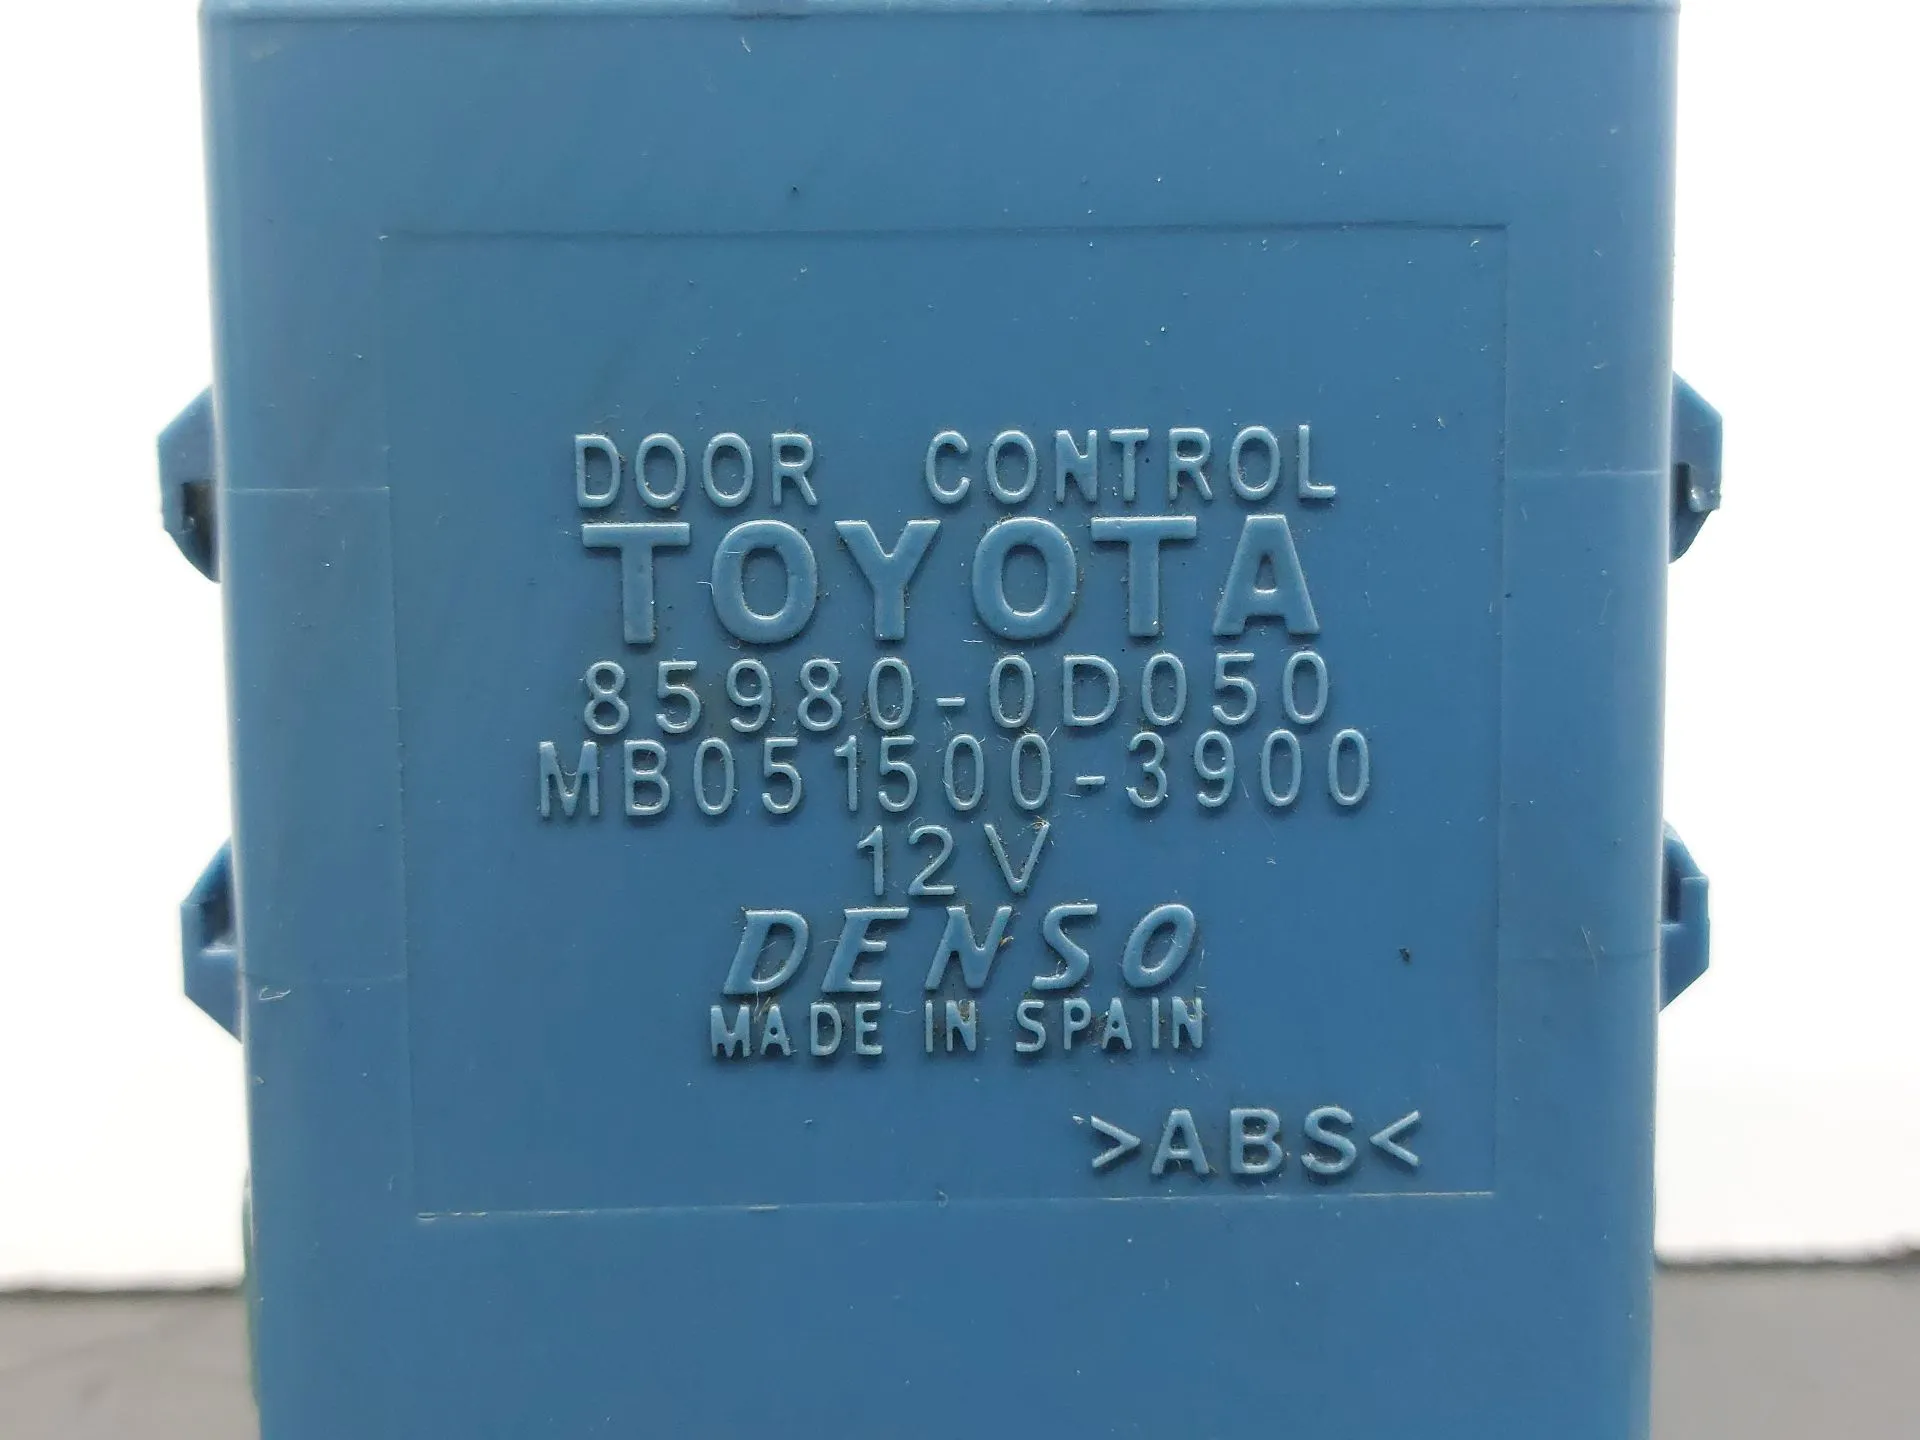 DOOR CONTROL
TOYOTA
85980-0D050
MB051500-3900
12V
DENSO
MADE IN SPAIN
>ABS<